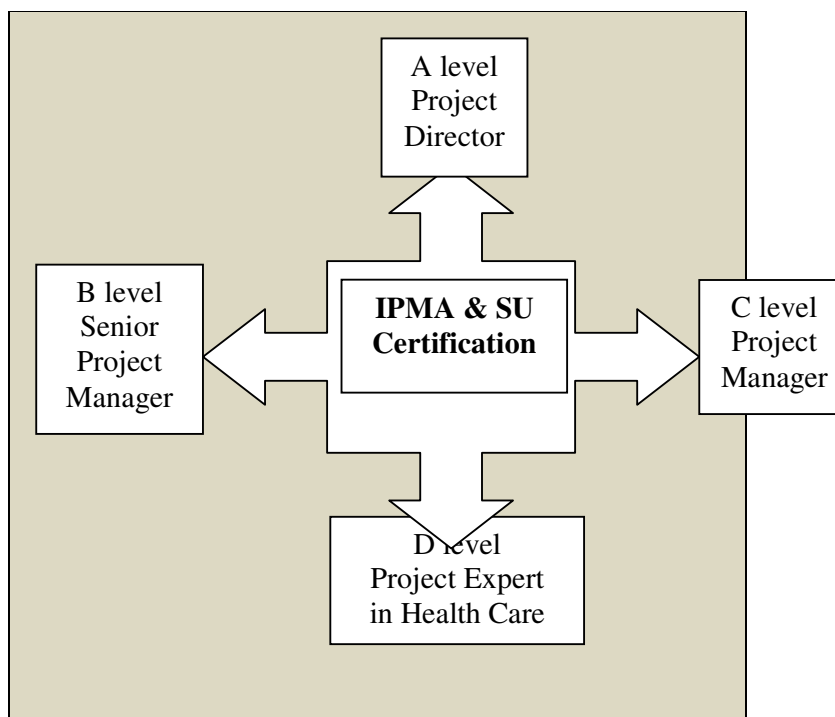 A level
Project
Director
B level
Senior
Project
Manager
IPMA & SU
Certification
C level
Project
Manager
D level
Project Expert
in Health Care